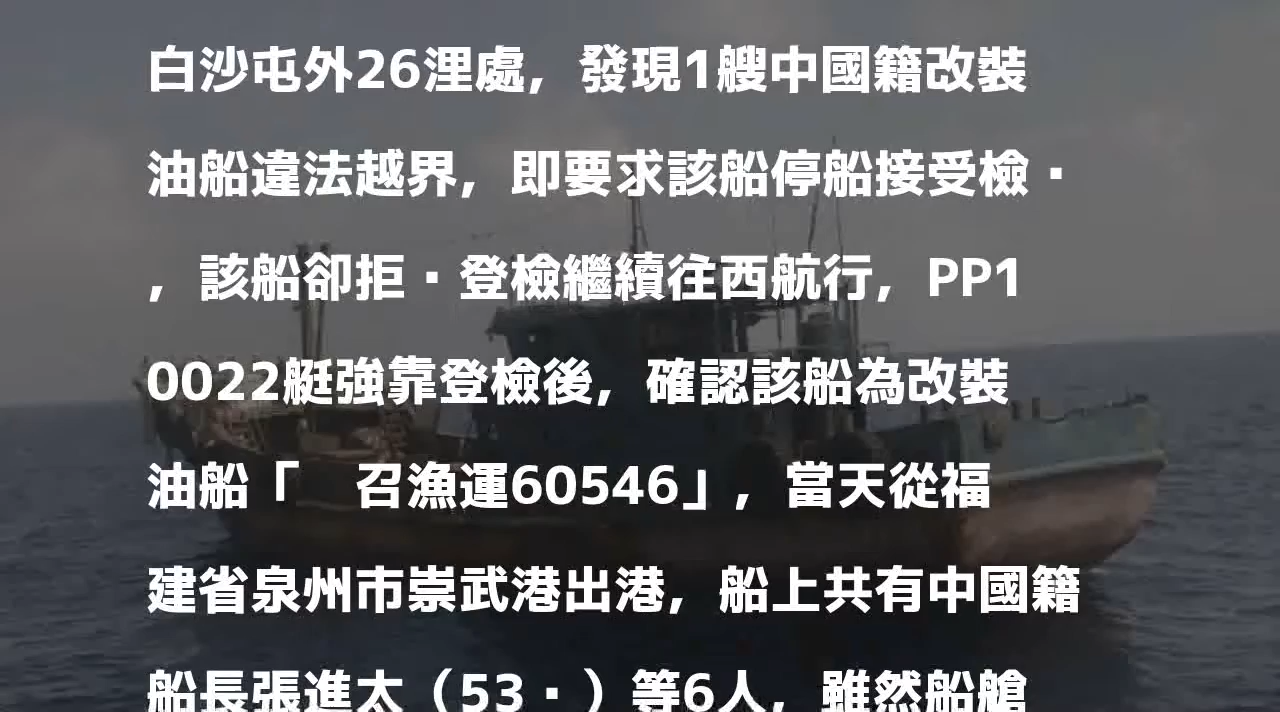 白沙屯外26浬處，發現1艘中國籍改裝
油船違法越界，即要求該船停船接受檢▪
，該船卻拒▪登檢繼續往西航行，PP1
0022艇強靠登檢後，確認該船為改裝
油船「　召漁運60546」，當天從福
建省泉州市崇武港出港，船上共有中國籍
船長張進太（53▪）等6人，雖然船艙